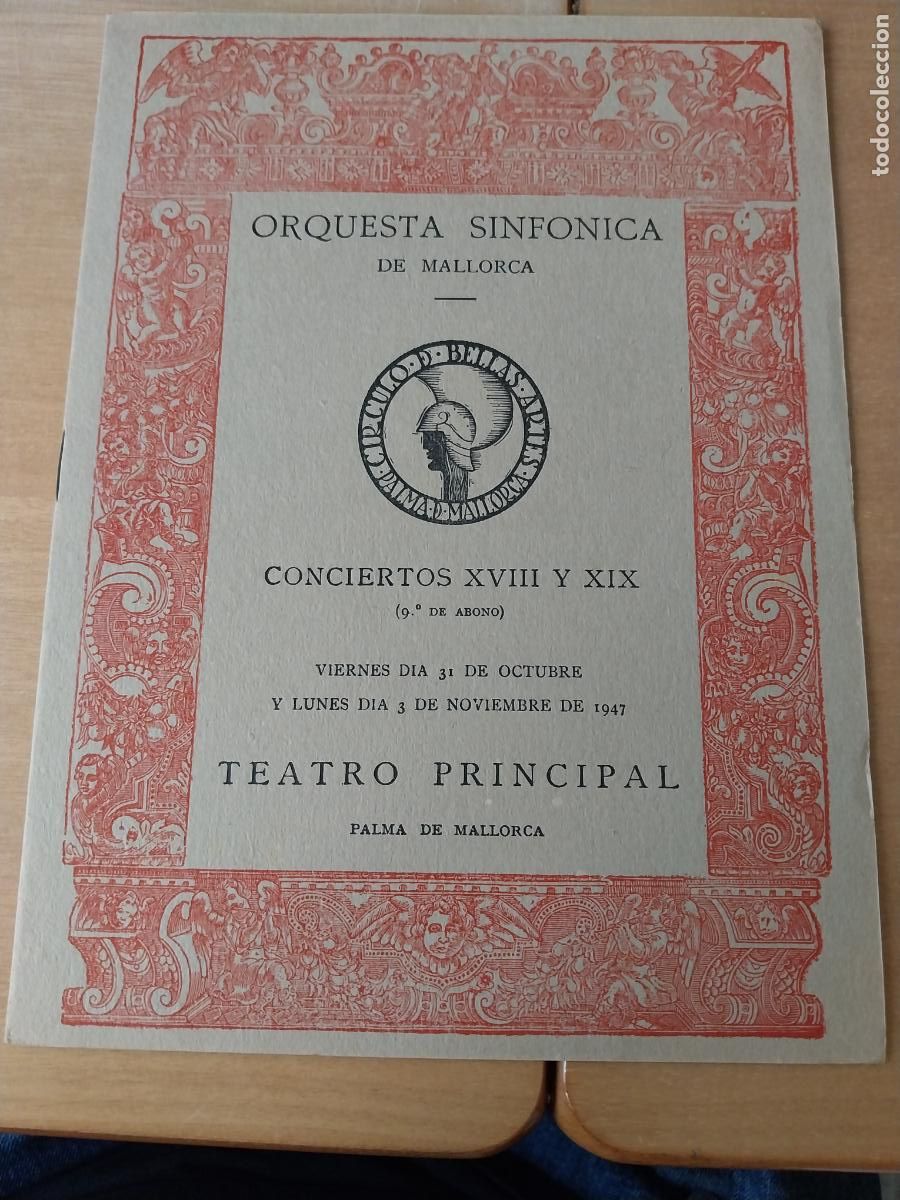 ORQUESTA SINFONICA
DE MALLORCA
CIRCULO · D · BELLAS · ARTES
· PALMA · D · MALLORCA ·
CONCIERTOS XVIII Y XIX
(9.º DE ABONO)
VIERNES DIA 31 DE OCTUBRE
Y LUNES DIA 3 DE NOVIEMBRE DE 1947
TEATRO PRINCIPAL
PALMA DE MALLORCA
todocoleccion